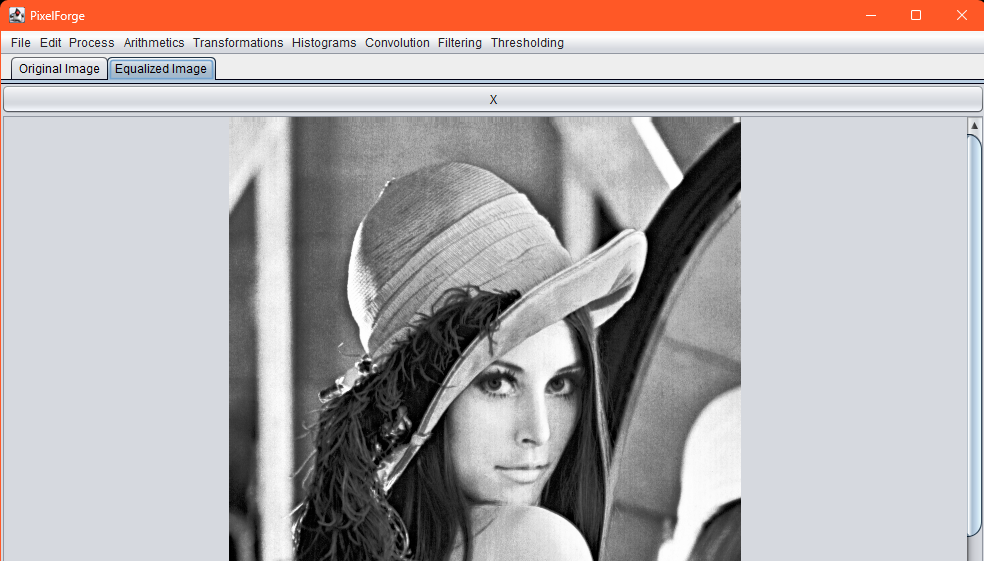 PixelForge
File Edit Process Arithmetics Transformations Histograms Convolution Filtering Thresholding
Original Image Equalized Image
X